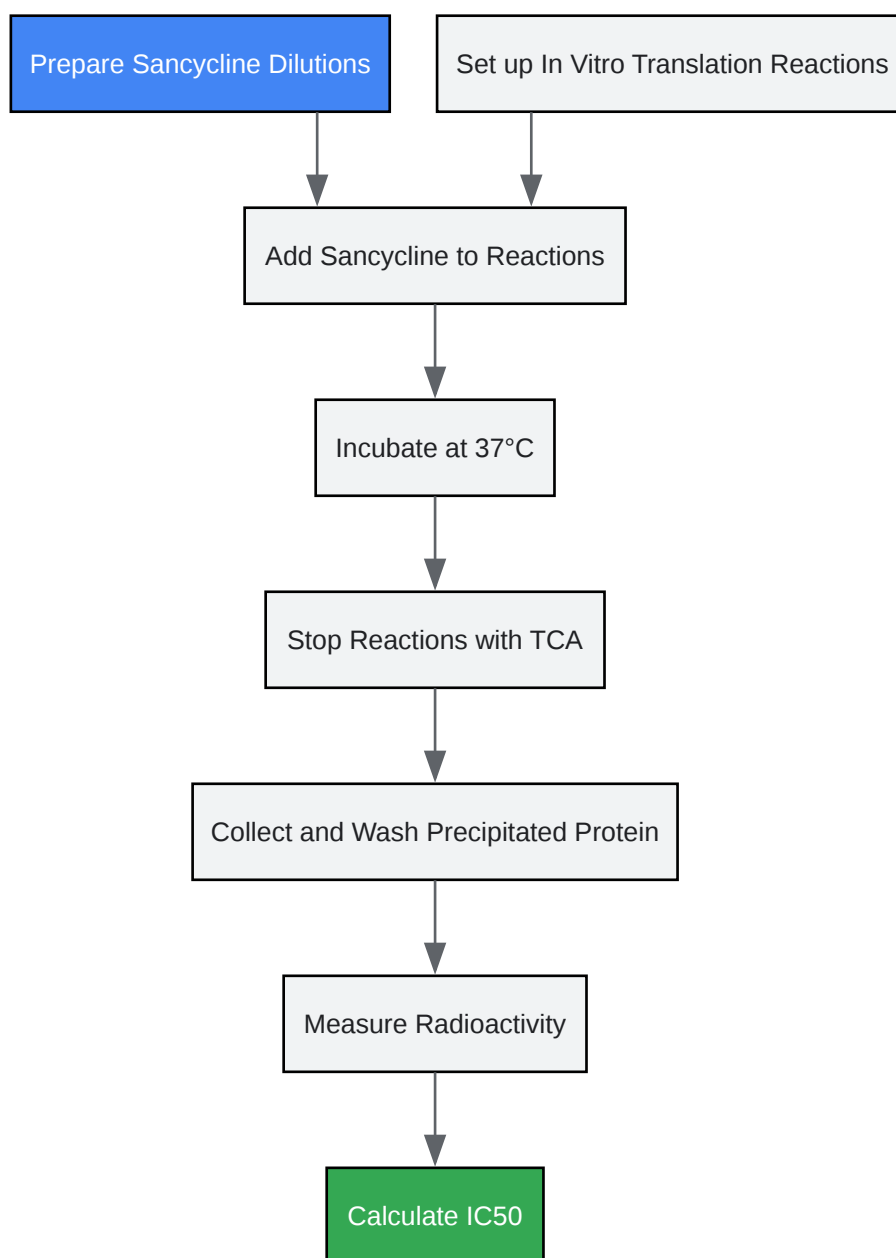 Prepare Sancycline Dilutions
Set up In Vitro Translation Reactions
Add Sancycline to Reactions
Incubate at 37°C
Stop Reactions with TCA
Collect and Wash Precipitated Protein
Measure Radioactivity
Calculate IC50